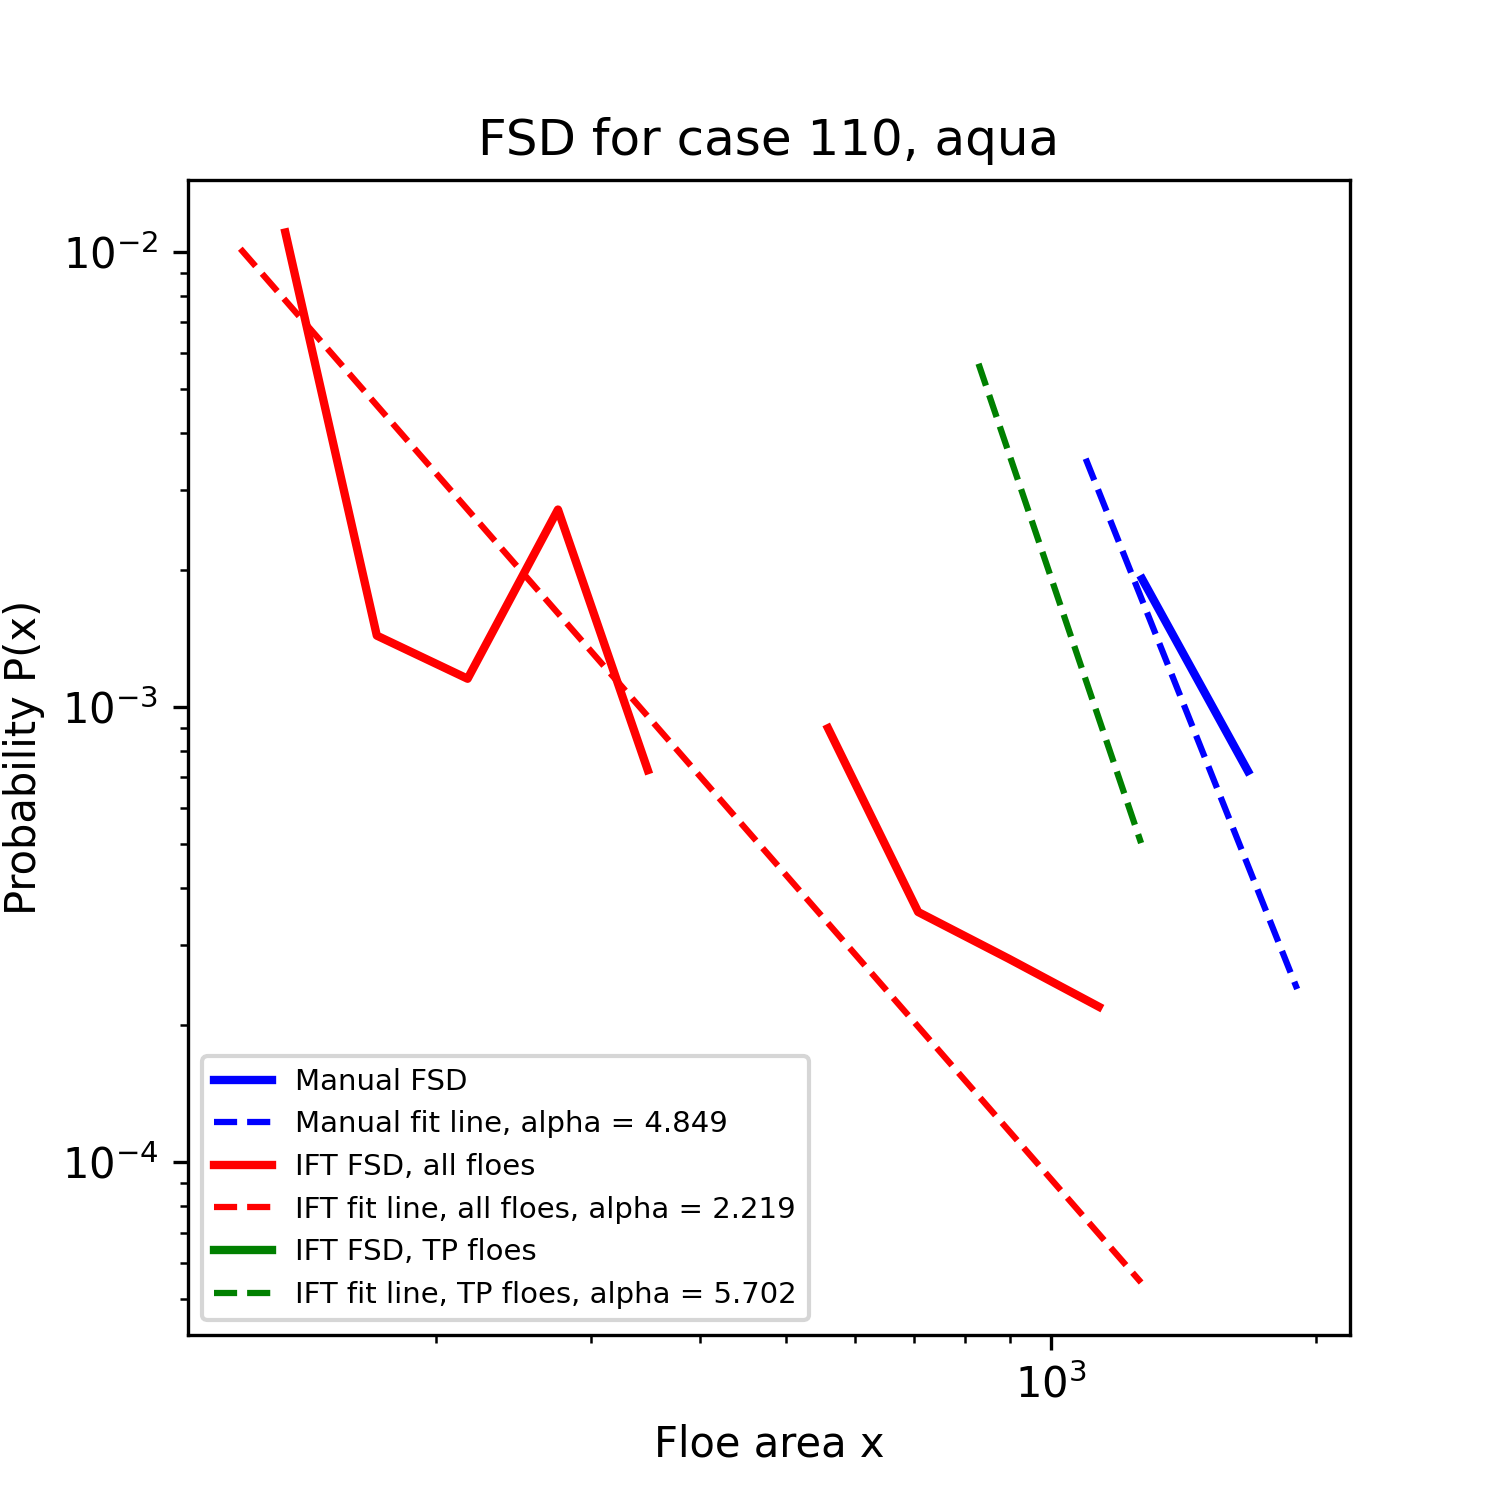 FSD for case 110, aqua
10⁻²
10⁻³
10⁻⁴
Probability P(x)
Manual FSD
Manual fit line, alpha = 4.849
IFT FSD, all floes
IFT fit line, all floes, alpha = 2.219
IFT FSD, TP floes
IFT fit line, TP floes, alpha = 5.702
10³
Floe area x